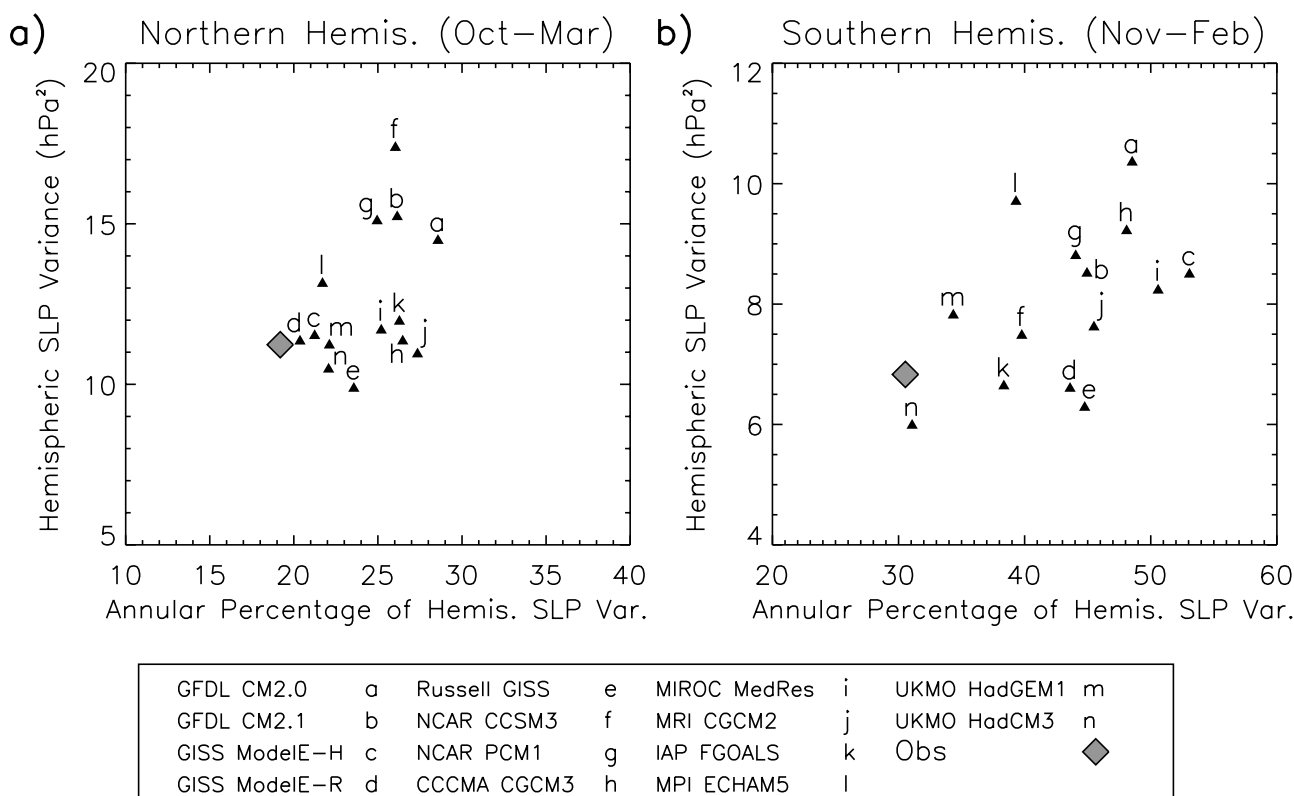 a)
Northern Hemis. (Oct–Mar)
Hemispheric SLP Variance (hPa²)
20
15
10
5
f
g b
a
l
i k
d c m
j
h
n
e
10 15 20 25 30 35 40
Annular Percentage of Hemis. SLP Var.
b)
Southern Hemis. (Nov–Feb)
Hemispheric SLP Variance (hPa²)
12
10
8
6
4
a
l
h
g
c
b i
m
j
f
k d
e
n
20 30 40 50 60
Annular Percentage of Hemis. SLP Var.
GFDL CM2.0 a Russell GISS e MIROC MedRes i UKMO HadGEM1 m
GFDL CM2.1 b NCAR CCSM3 f MRI CGCM2 j UKMO HadCM3 n
GISS ModelE–H c NCAR PCM1 g IAP FGOALS k Obs
GISS ModelE–R d CCCMA CGCM3 h MPI ECHAM5 l